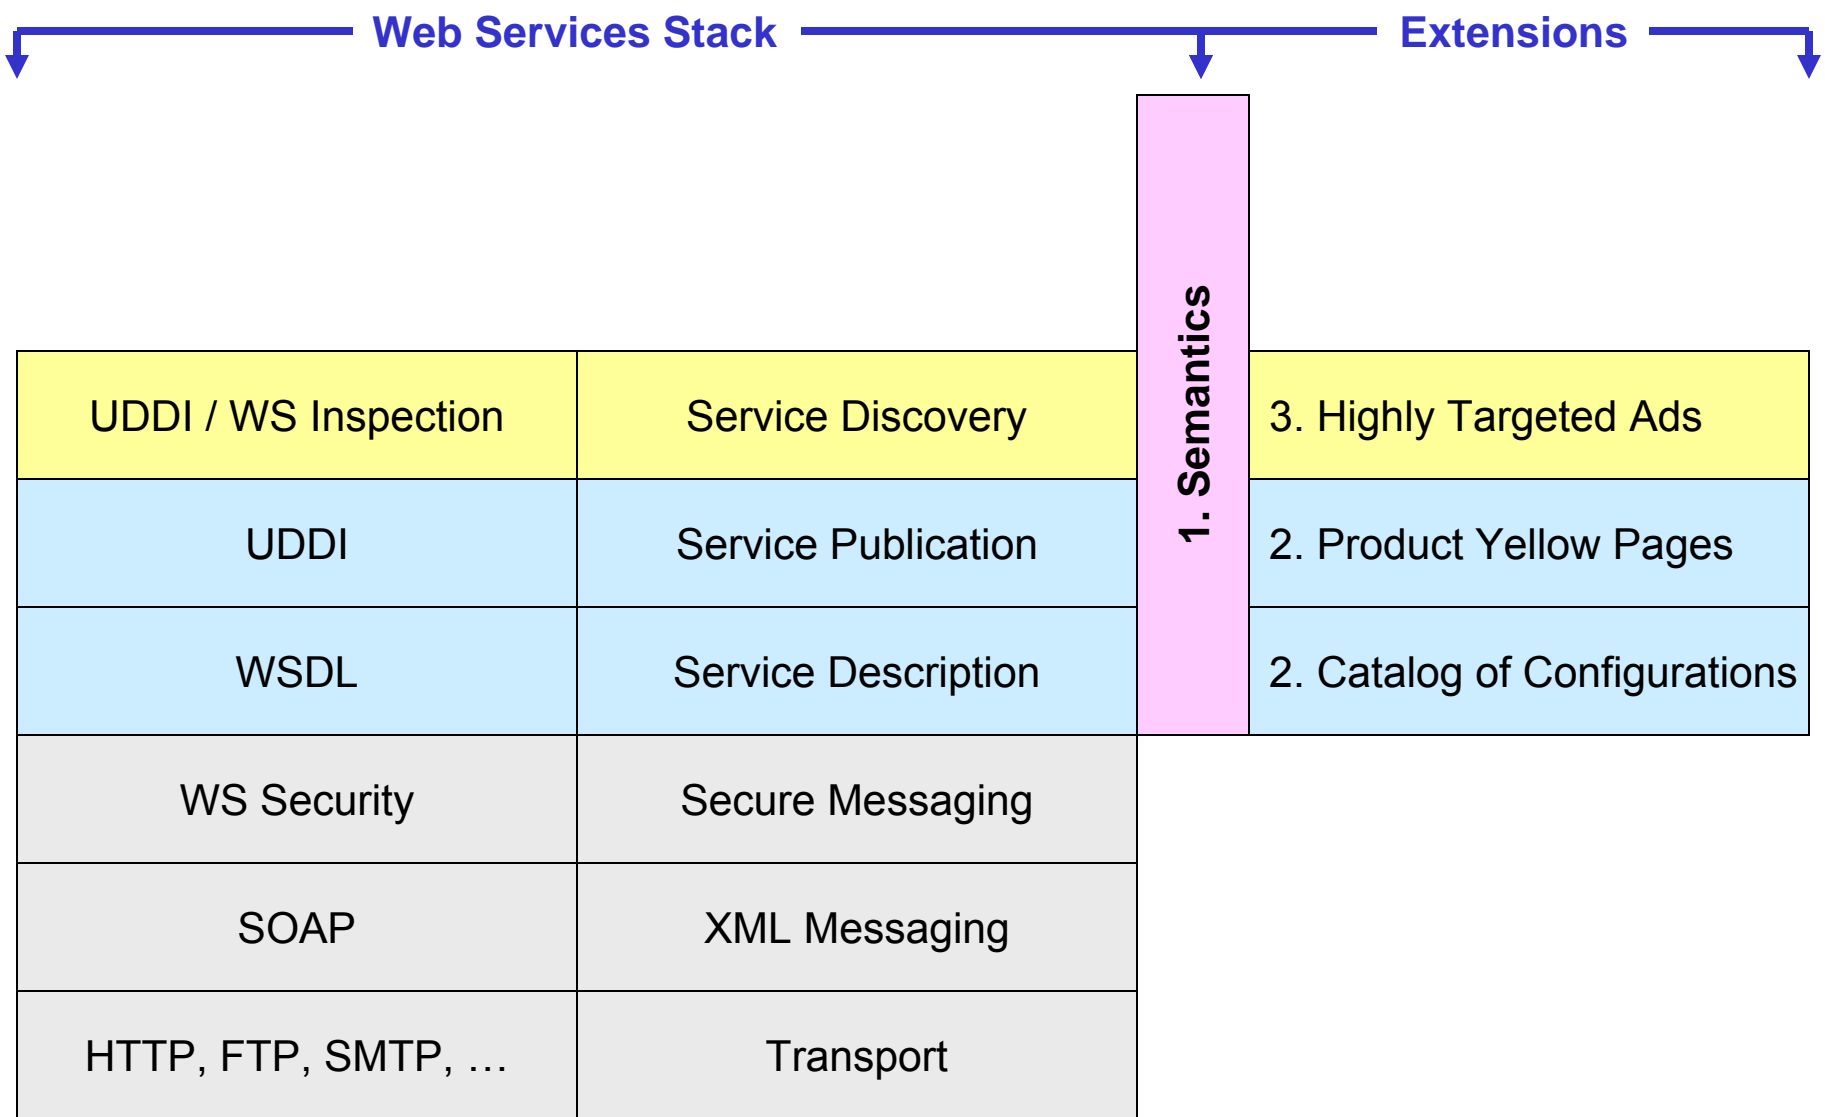 Web Services Stack
Extensions
1. Semantics
UDDI / WS Inspection
Service Discovery
3. Highly Targeted Ads
UDDI
Service Publication
2. Product Yellow Pages
WSDL
Service Description
2. Catalog of Configurations
WS Security
Secure Messaging
SOAP
XML Messaging
HTTP, FTP, SMTP, …
Transport